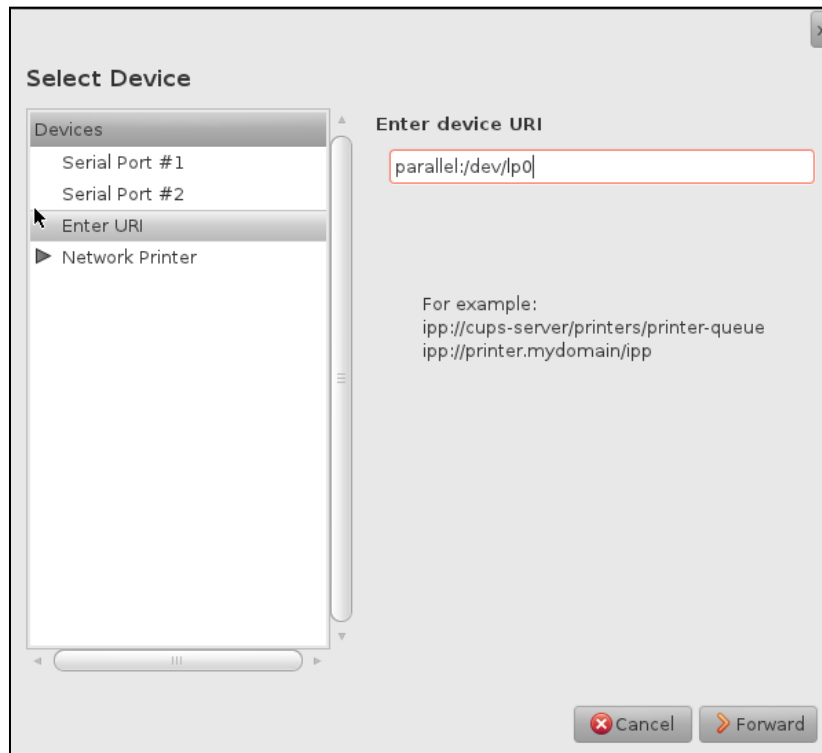 Select Device
Devices
Serial Port #1
Serial Port #2
Enter URI
Network Printer
Enter device URI
parallel:/dev/lp0
For example:
ipp://cups-server/printers/printer-queue
ipp://printer.mydomain/ipp
Cancel
Forward